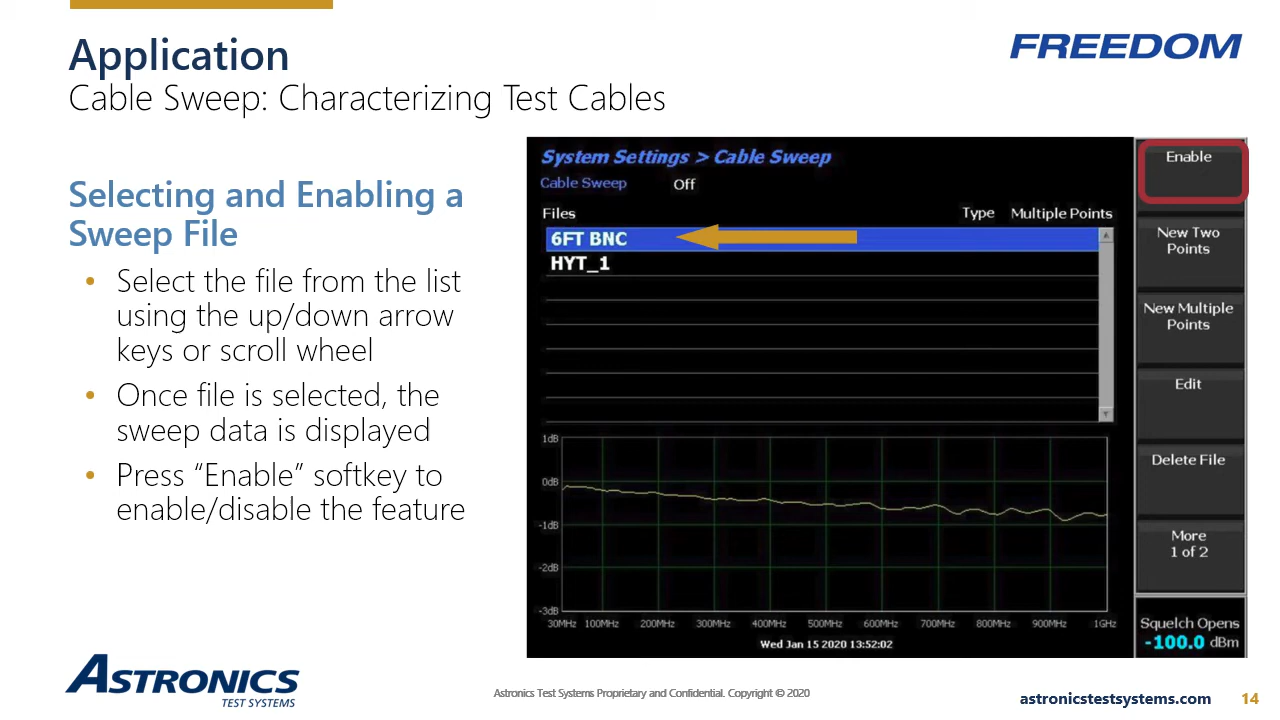 Application
FREEDOM
Cable Sweep: Characterizing Test Cables
Selecting and Enabling a
Sweep File
• Select the file from the list
using the up/down arrow
keys or scroll wheel
• Once file is selected, the
sweep data is displayed
• Press “Enable” softkey to
enable/disable the feature
System Settings > Cable Sweep
Cable Sweep Off
Files Type Multiple Points
6FT BNC
HYT_1
1dB
0dB
-1dB
-2dB
-3dB
30MHz 100MHz 200MHz 300MHz 400MHz 500MHz 600MHz 700MHz 800MHz 900MHz 1GHz
Wed Jan 15 2020 13:52:02
Enable
New Two
Points
New Multiple
Points
Edit
Delete File
More
1 of 2
Squelch Opens
-100.0 dBm
ASTRONICS
TEST SYSTEMS
Astronics Test Systems Proprietary and Confidential. Copyright © 2020
astronicstestsystems.com 14